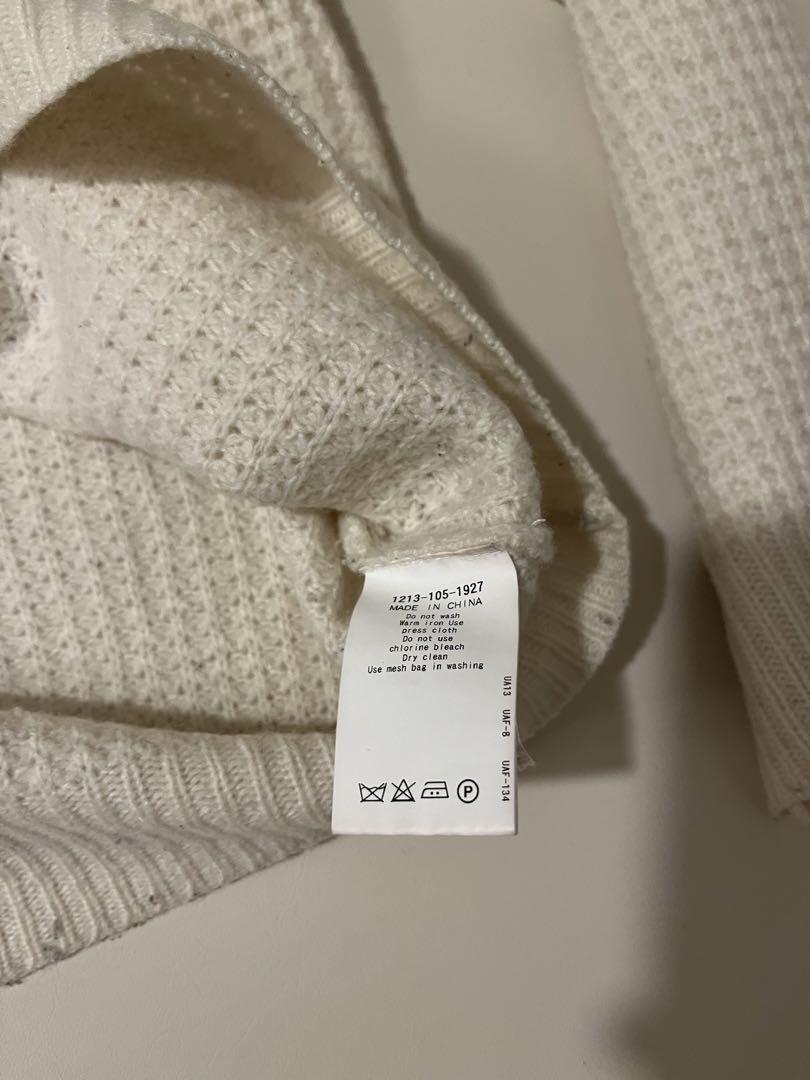 1213-105-1927
MADE IN CHINA
Do not wash
Warm iron Use
press cloth
Do not use
chlorine bleach
Dry clean
Use mesh bag in washing
UA13 UAF-8 UAF-134
P